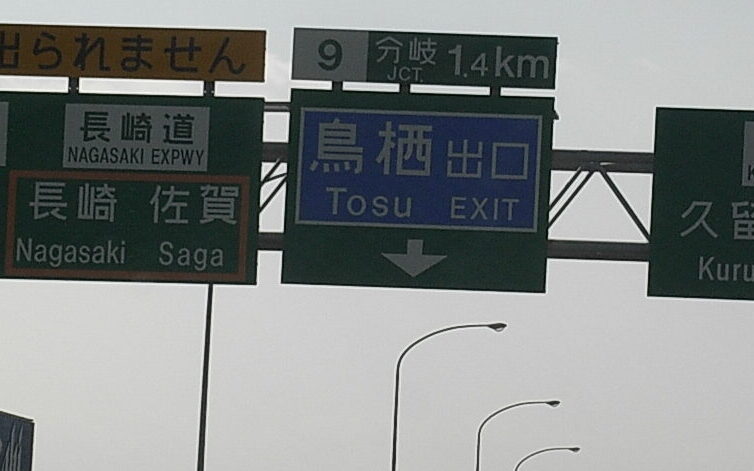 出られません
長崎道
NAGASAKI EXPWY
長崎 佐賀
Nagasaki Saga
9 分岐 JCT. 1.4km
鳥栖 出口
Tosu EXIT
久留
Kuru